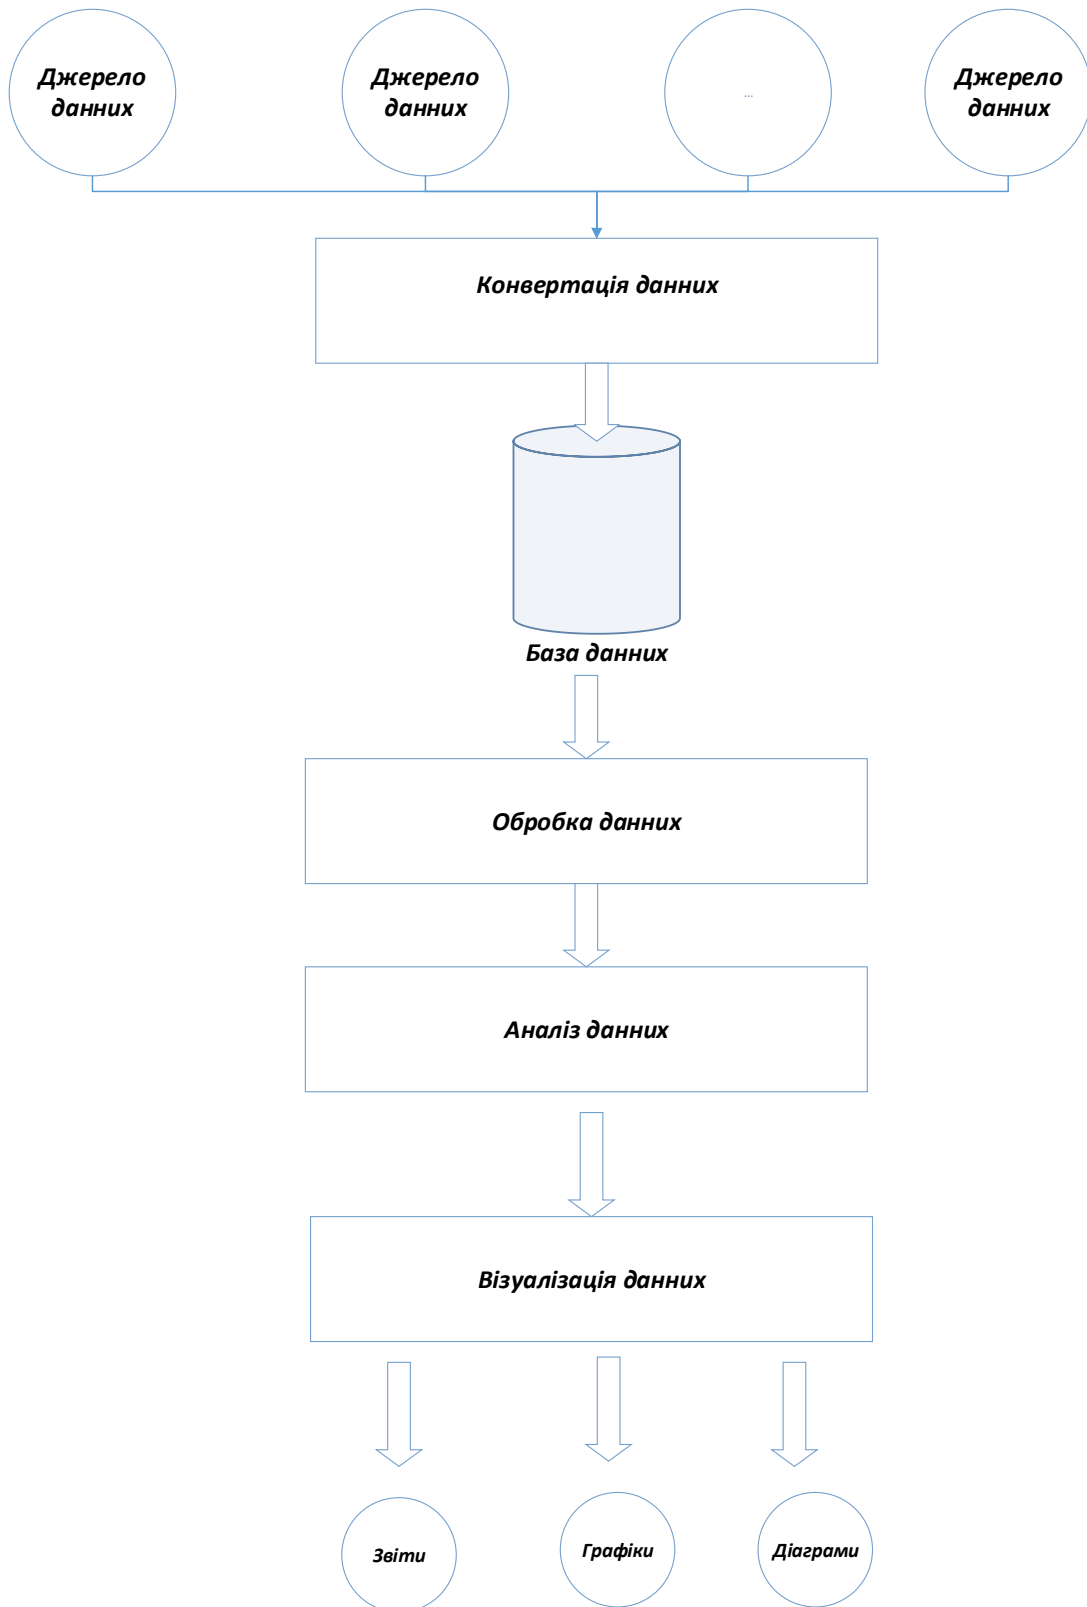 Джерело
данних
Джерело
данних
...
Джерело
данних
Конвертація данних
База данних
Обробка данних
Аналіз данних
Візуалізація данних
Звіти
Графіки
Діаграми